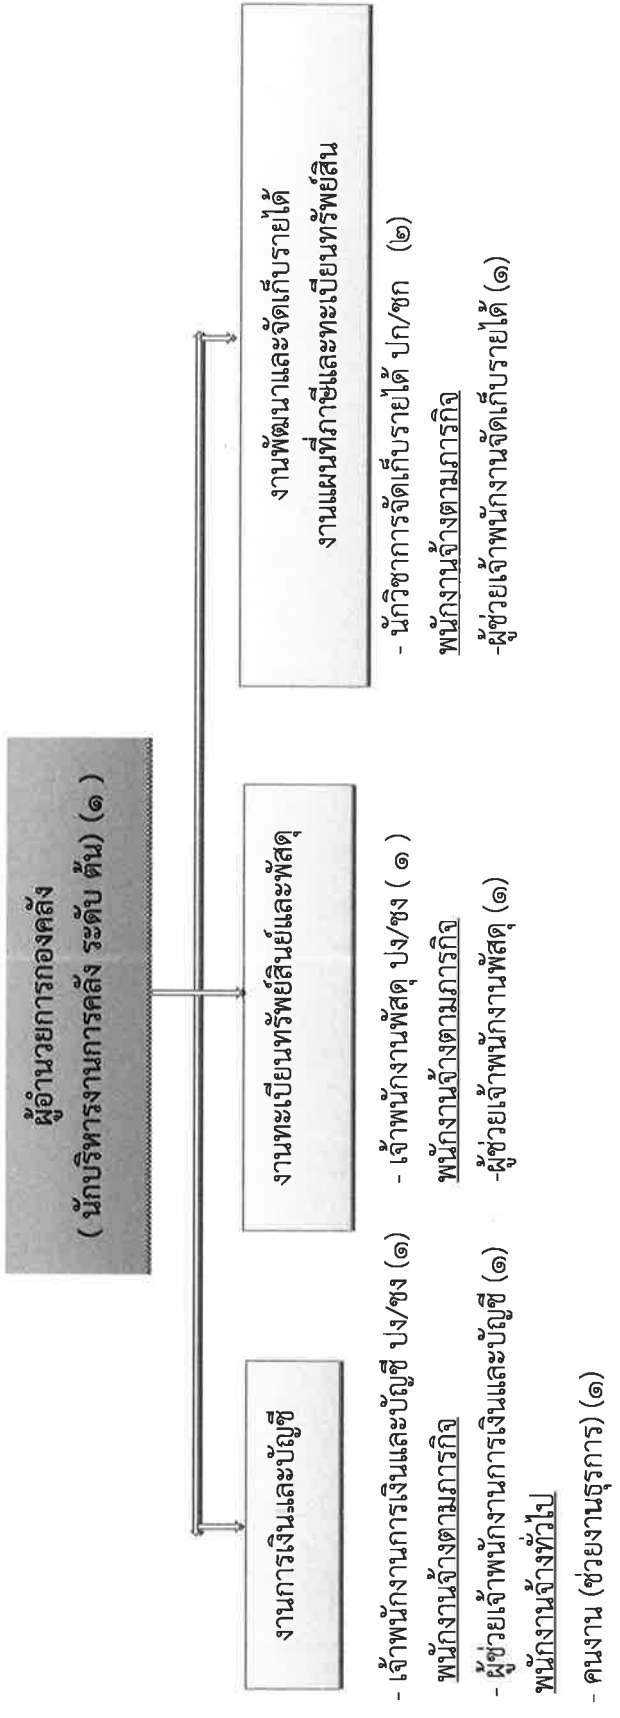 ผู้อำนวยการกองคลัง
( นักบริหารงานการคลัง ระดับ ต้น) (๑ )
งานการเงินและบัญชี
- เจ้าพนักงานการเงินและบัญชี ปง/ชง (๑)
พนักงานจ้างตามภารกิจ
- ผู้ช่วยเจ้าพนักงานการเงินและบัญชี (๑)
พนักงานจ้างทั่วไป
- คนงาน (ช่วยงานธุรการ) (๑)
งานทะเบียนทรัพย์สินย์และพัสดุ
- เจ้าพนักงานพัสดุ ปง/ชง ( ๑ )
พนักงานจ้างตามภารกิจ
-ผู้ช่วยเจ้าพนักงานพัสดุ (๑)
งานพัฒนาและจัดเก็บรายได้
งานแผนที่ภาษีและทะเบียนทรัพย์สิน
- นักวิชาการจัดเก็บรายได้ ปก/ชก (๒)
พนักงานจ้างตามภารกิจ
-ผู้ช่วยเจ้าพนักงานจัดเก็บรายได้ (๑)